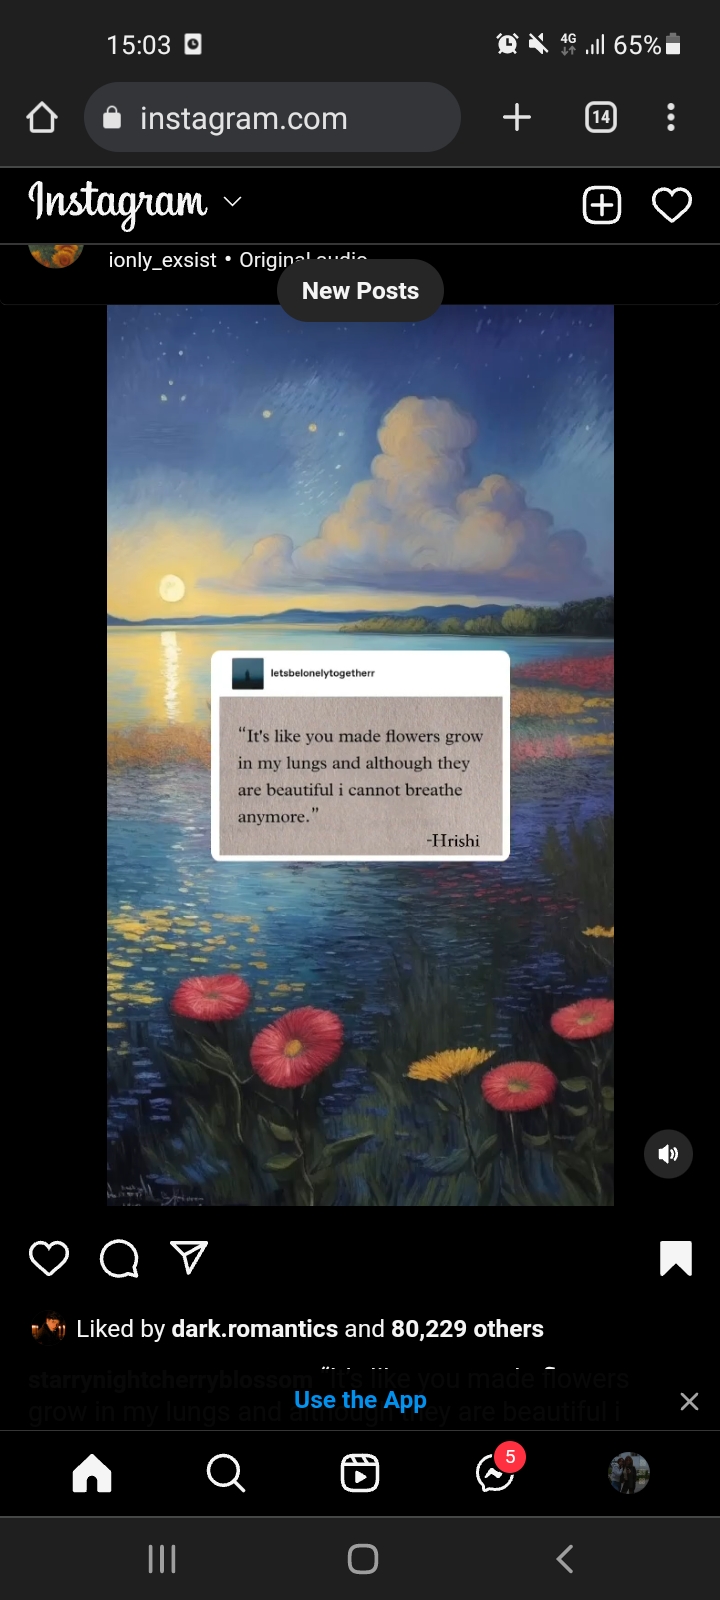 15:03 4G 65%
instagram.com 14
Instagram
ionly_exsist • Original audio
New Posts
letsbelonelytogetherr
“It's like you made flowers grow
in my lungs and although they
are beautiful i cannot breathe
anymore.”
-Hrishi
Liked by dark.romantics and 80,229 others
starrynightcherryblossom “It's like you made flowers
grow in my lungs and although they are beautiful i
Use the App
5